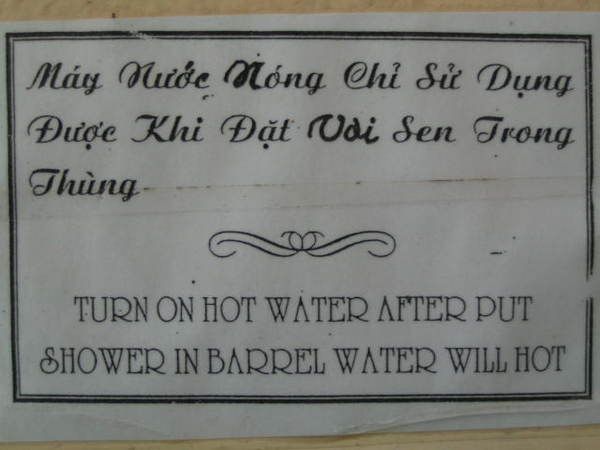 Máy Nước Nóng Chỉ Sử Dụng
Được Khi Đặt Vòi Sen Trong
Thùng
TURN ON HOT WATER AFTER PUT
SHOWER IN BARREL WATER WILL HOT